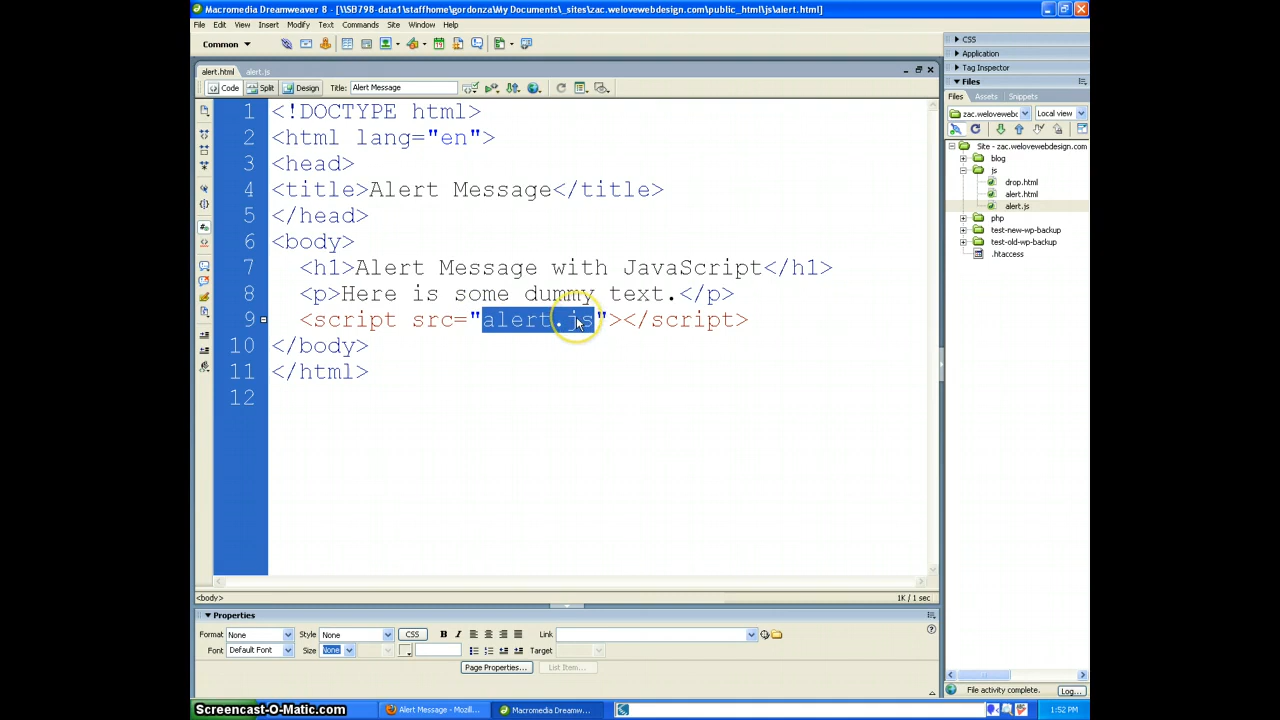 Macromedia Dreamweaver 8 - [\\SB798-data1\staffhome\gordonza\My Documents\_sites\zac.welovewebdesign.com\public_html\js\alert.html]
File Edit View Insert Modify Text Commands Site Window Help
Common
alert.html alert.js
Code Split Design Title: Alert Message
1 <!DOCTYPE html>
2 <html lang="en">
3 <head>
4 <title>Alert Message</title>
5 </head>
6 <body>
7 <h1>Alert Message with JavaScript</h1>
8 <p>Here is some dummy text.</p>
9 <script src="alert.js"></script>
10 </body>
11 </html>
12
<body> 1K / 1 sec
Properties
Format None Style None CSS B I Link
Font Default Font Size None Target
Page Properties... List Item...
CSS
Application
Tag Inspector
Files
Files Assets Snippets
zac.welovewebc Local view
Site - zac.welovewebdesign.com
blog
js
drop.html
alert.html
alert.js
php
test-new-wp-backup
test-old-wp-backup
.htaccess
File activity complete. Log...
Screencast-O-Matic.com Alert Message - Mozill... Macromedia Dreamw... 1:52 PM